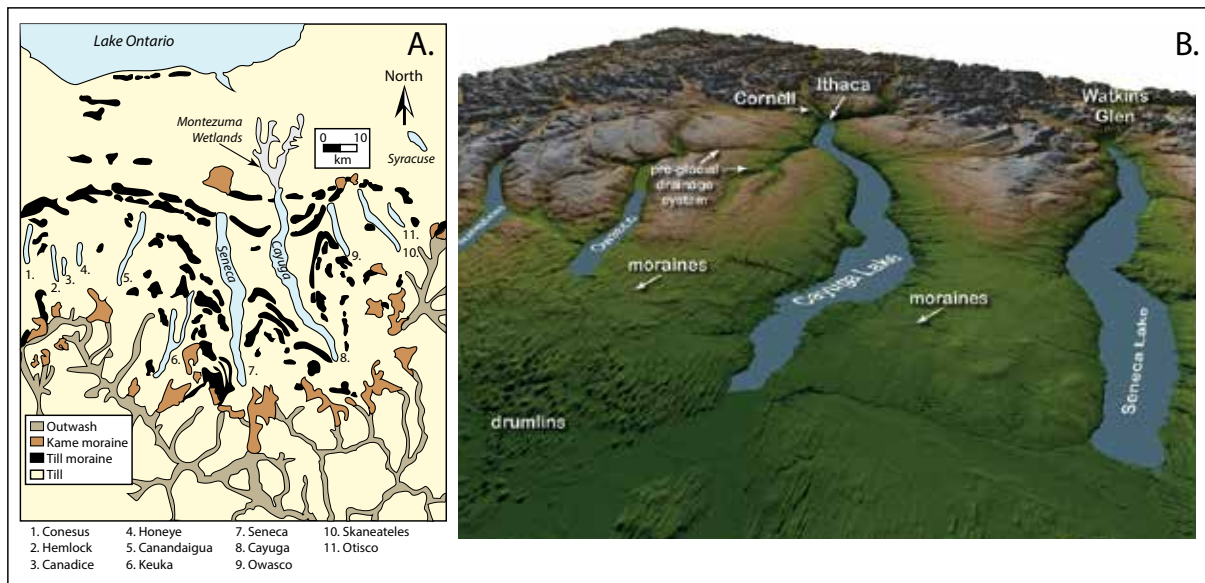 Lake Ontario
A.
North
Montezuma
Wetlands
0 10
km
Syracuse
Seneca
Cayuga
1.
2.
3.
4.
5.
6.
7.
8.
9.
10.
11.
Outwash
Kame moraine
Till moraine
Till
1. Conesus
2. Hemlock
3. Canadice
4. Honeye
5. Canandaigua
6. Keuka
7. Seneca
8. Cayuga
9. Owasco
10. Skaneateles
11. Otisco
B.
Ithaca
Cornell
Watkins
Glen
pre-glacial
drainage
system
Owasco
moraines
Cayuga Lake
moraines
Seneca Lake
drumlins